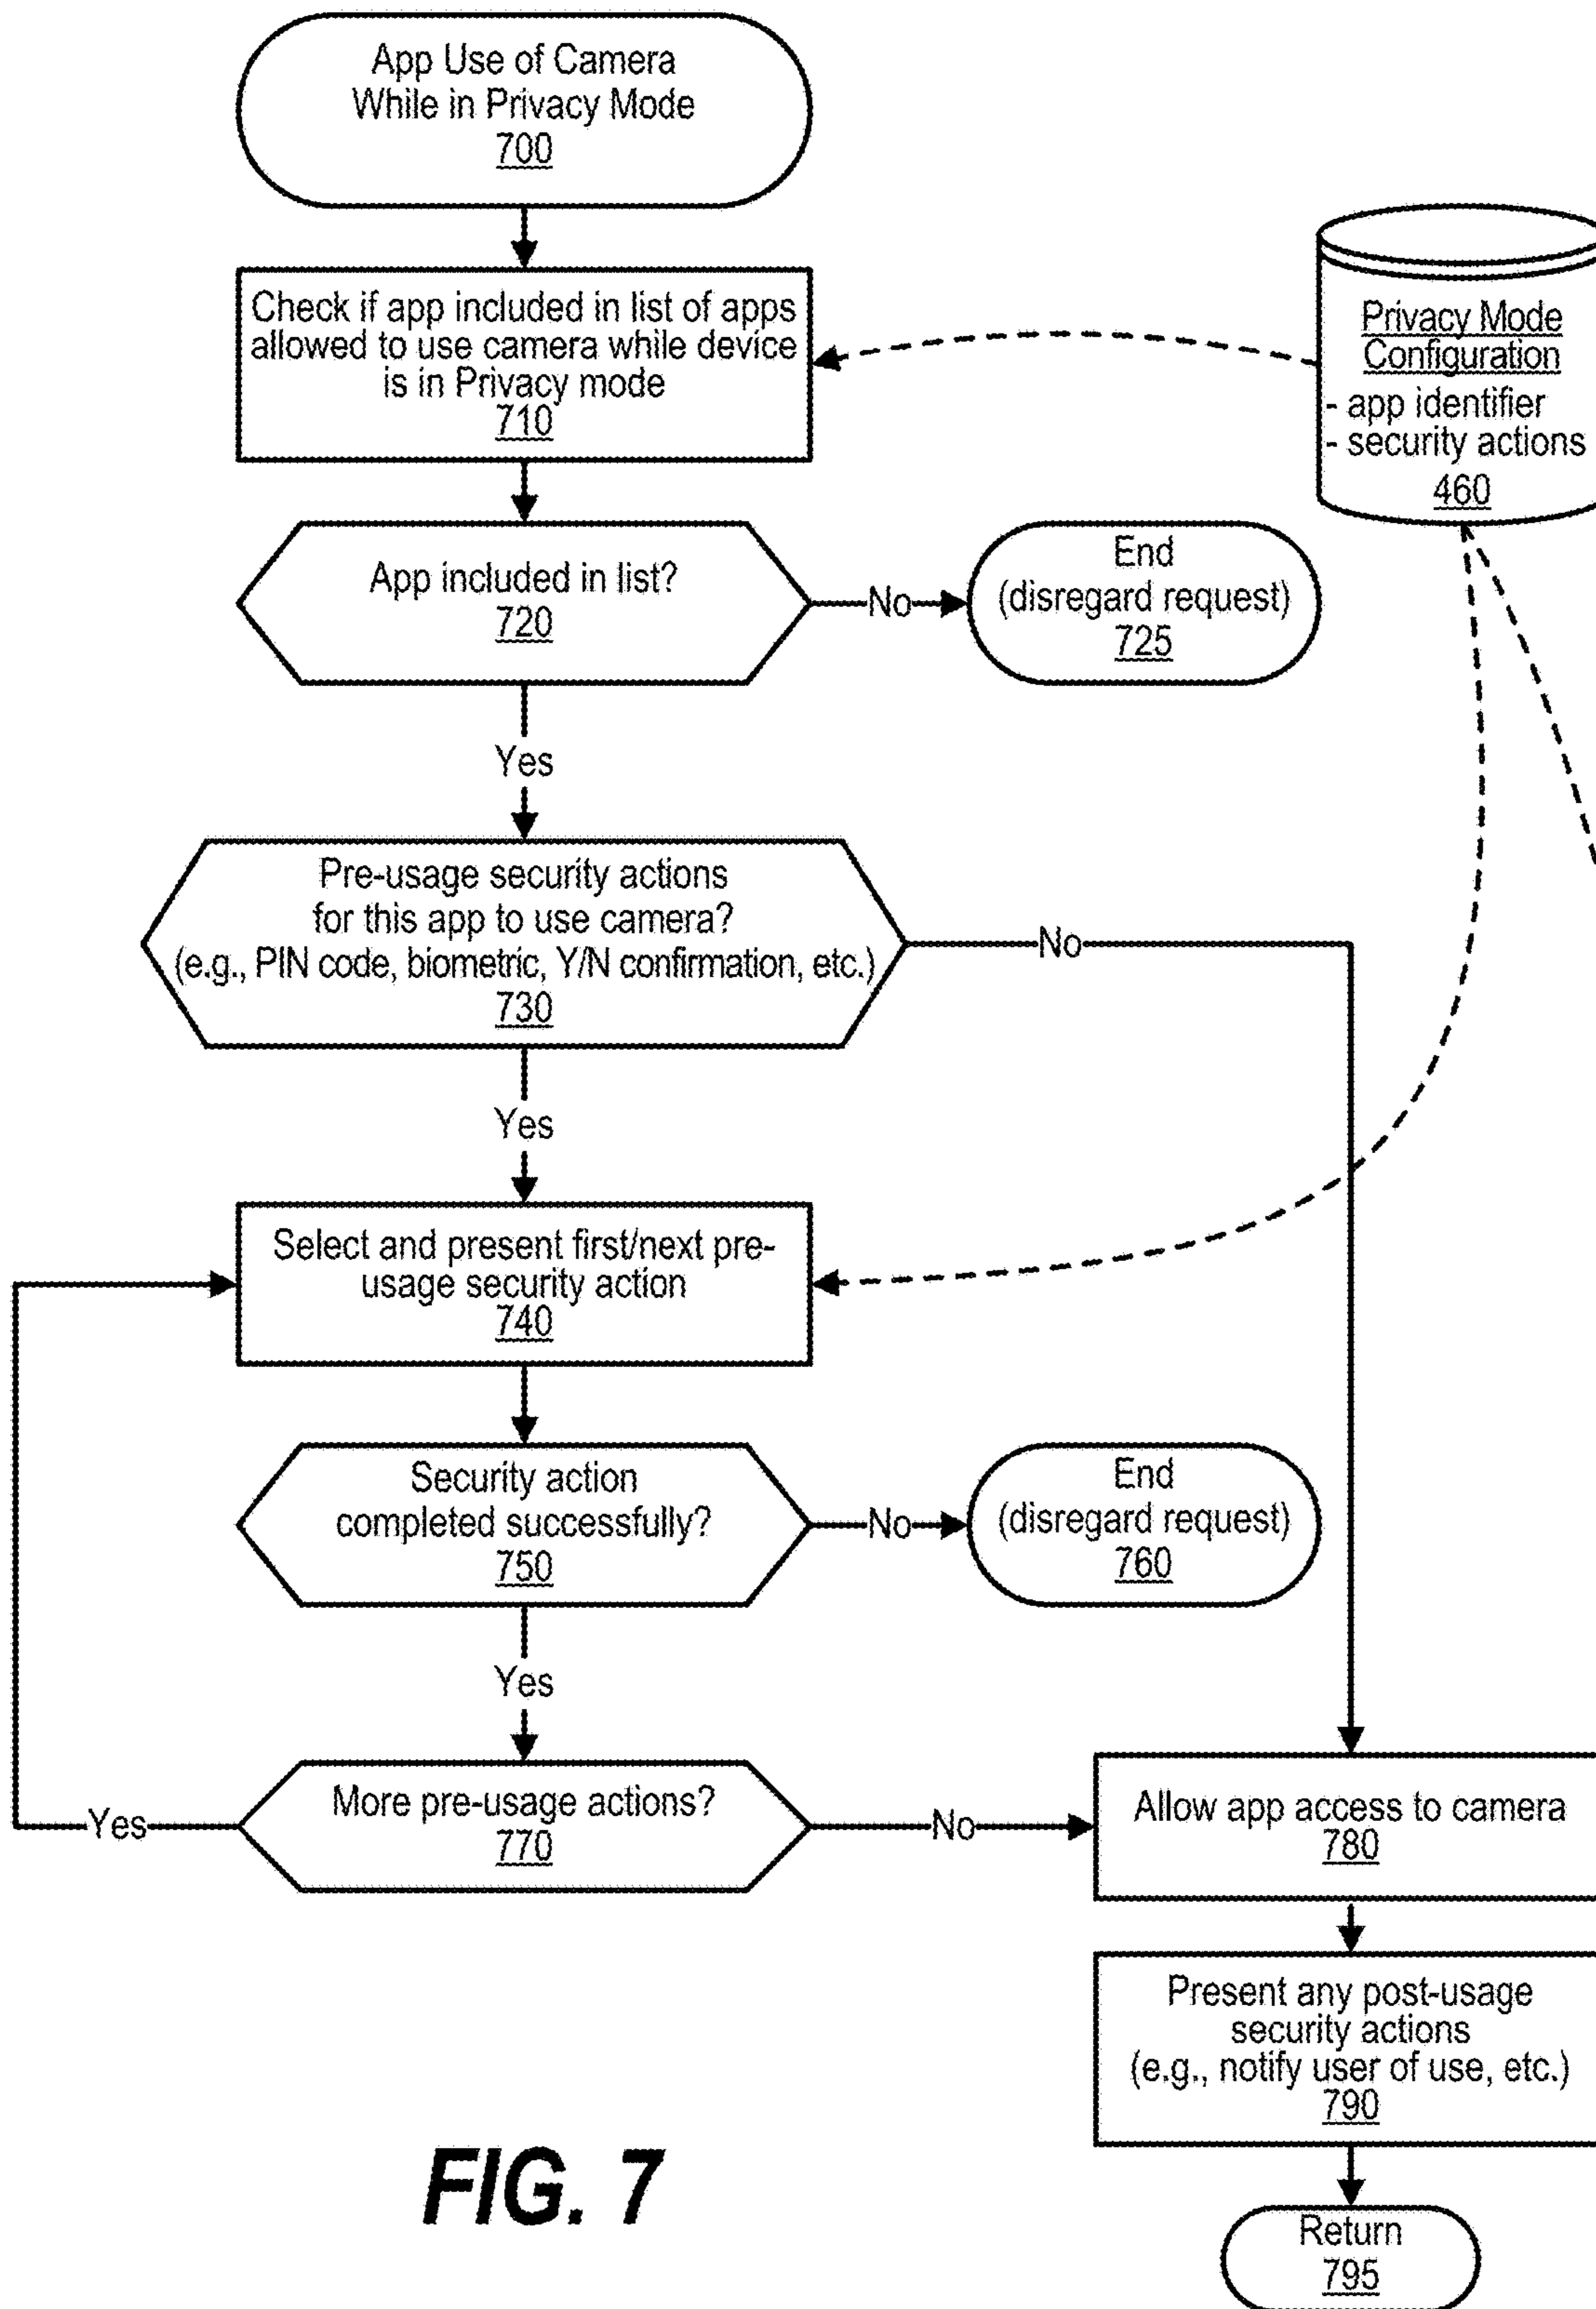 App Use of Camera
While in Privacy Mode
700
Check if app included in list of apps
allowed to use camera while device
is in Privacy mode
710
Privacy Mode
Configuration
- app identifier
- security actions
460
App included in list?
720
No
End
(disregard request)
725
Yes
Pre-usage security actions
for this app to use camera?
(e.g., PIN code, biometric, Y/N confirmation, etc.)
730
No
Yes
Select and present first/next pre-
usage security action
740
Security action
completed successfully?
750
No
End
(disregard request)
760
Yes
More pre-usage actions?
770
Yes
No
Allow app access to camera
780
Present any post-usage
security actions
(e.g., notify user of use, etc.)
790
Return
795
FIG. 7